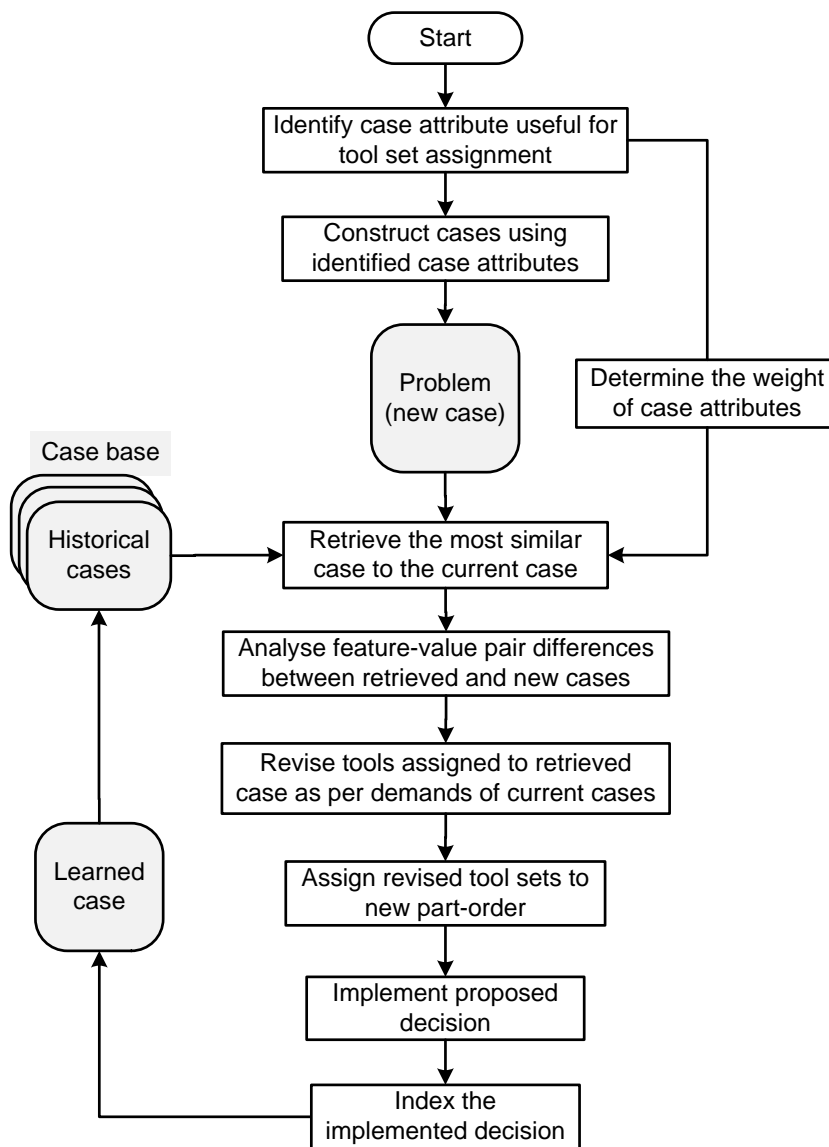 Start
Identify case attribute useful for
tool set assignment
Construct cases using
identified case attributes
Problem
(new case)
Determine the weight
of case attributes
Case base
Historical
cases
Retrieve the most similar
case to the current case
Analyse feature-value pair differences
between retrieved and new cases
Revise tools assigned to retrieved
case as per demands of current cases
Learned
case
Assign revised tool sets to
new part-order
Implement proposed
decision
Index the
implemented decision